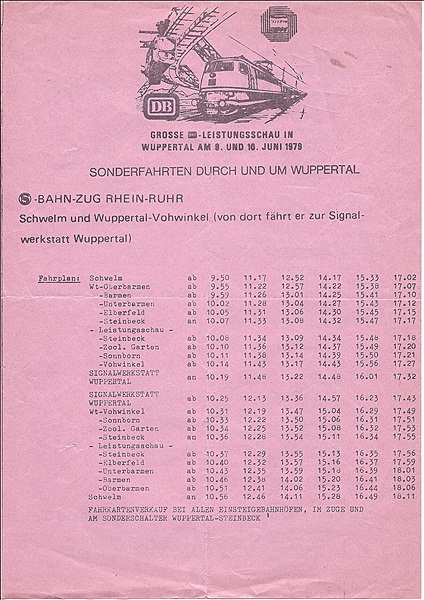 DB
GROSSE DB-LEISTUNGSSCHAU IN
WUPPERTAL AM 9. UND 10. JUNI 1979
SONDERFAHRTEN DURCH UND UM WUPPERTAL
S-BAHN-ZUG RHEIN-RUHR
Schwelm und Wuppertal-Vohwinkel (von dort fährt er zur Signal-
werkstatt Wuppertal)
Fahrplan: Schwelm ab 9.50 11.17 12.52 14.17 15.33 17.02
Wt-Oberbarmen ab 9.55 11.22 12.57 14.22 15.38 17.07
-Barmen ab 9.59 11.26 13.01 14.25 15.41 17.10
-Unterbarmen ab 10.02 11.28 13.04 14.27 15.43 17.12
-Elberfeld ab 10.05 11.31 13.06 14.30 15.45 17.15
-Steinbeck an 10.07 11.33 13.08 14.32 15.47 17.17
- Leistungsschau -
-Steinbeck ab 10.08 11.34 13.09 14.34 15.48 17.18
-Zool. Garten ab 10.10 11.36 13.12 14.37 15.49 17.20
-Sonnborn ab 10.11 11.38 13.14 14.39 15.50 17.21
-Vohwinkel ab 10.14 11.43 13.17 14.43 15.56 17.27
SIGNALWERKSTATT
WUPPERTAL an 10.19 11.48 13.22 14.48 16.01 17.32
SIGNALWERKSTATT
WUPPERTAL ab 10.25 12.13 13.36 14.57 16.23 17.43
Wt-Vohwinkel ab 10.31 12.19 13.47 15.04 16.29 17.49
-Sonnborn ab 10.33 12.22 13.50 15.06 16.31 17.51
-Zool. Garten ab 10.34 12.25 13.52 15.08 16.32 17.53
-Steinbeck an 10.36 12.28 13.54 15.11 16.34 17.55
- Leistungsschau -
-Steinbeck ab 10.37 12.29 13.55 15.13 16.35 17.56
-Elberfeld ab 10.40 12.32 13.57 15.16 16.37 17.59
-Unterbarmen ab 10.43 12.35 13.59 15.18 16.39 18.01
-Barmen ab 10.46 12.38 14.02 15.20 16.41 18.03
-Oberbarmen ab 10.51 12.41 14.06 15.23 16.44 18.06
Schwelm an 10.56 12.46 14.11 15.28 16.49 18.11
FAHRKARTENVERKAUF BEI ALLEN EINSTEIGEBAHNHÖFEN, IM ZUGE UND
AM SONDERSCHALTER WUPPERTAL-STEINBECK !